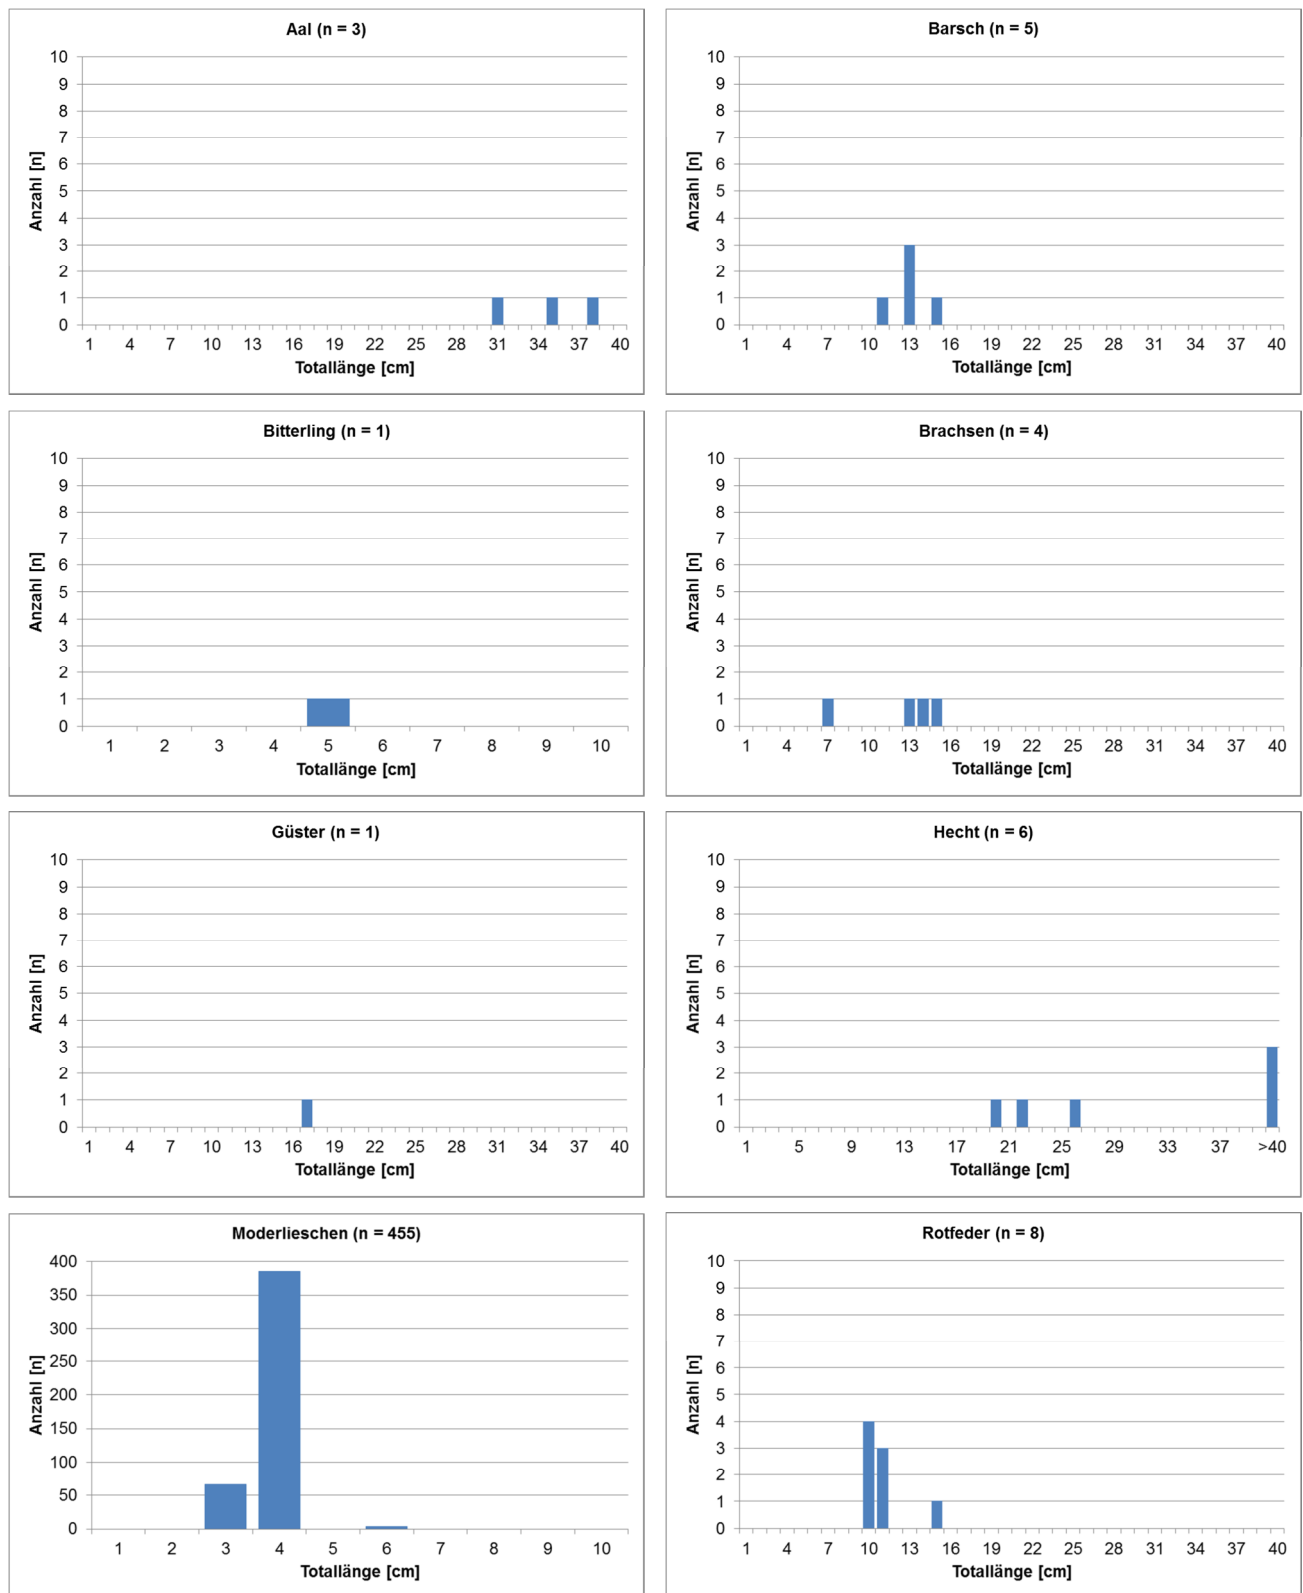 Aal (n = 3)
10
9
8
7
6
5
4
3
2
1
0
Anzahl [n]
1 4 7 10 13 16 19 22 25 28 31 34 37 40
Totallänge [cm]
Barsch (n = 5)
10
9
8
7
6
5
4
3
2
1
0
Anzahl [n]
1 4 7 10 13 16 19 22 25 28 31 34 37 40
Totallänge [cm]
Bitterling (n = 1)
10
9
8
7
6
5
4
3
2
1
0
Anzahl [n]
1 2 3 4 5 6 7 8 9 10
Totallänge [cm]
Brachsen (n = 4)
10
9
8
7
6
5
4
3
2
1
0
Anzahl [n]
1 4 7 10 13 16 19 22 25 28 31 34 37 40
Totallänge [cm]
Güster (n = 1)
10
9
8
7
6
5
4
3
2
1
0
Anzahl [n]
1 4 7 10 13 16 19 22 25 28 31 34 37 40
Totallänge [cm]
Hecht (n = 6)
10
9
8
7
6
5
4
3
2
1
0
Anzahl [n]
1 5 9 13 17 21 25 29 33 37 >40
Totallänge [cm]
Moderlieschen (n = 455)
400
350
300
250
200
150
100
50
0
Anzahl [n]
1 2 3 4 5 6 7 8 9 10
Totallänge [cm]
Rotfeder (n = 8)
10
9
8
7
6
5
4
3
2
1
0
Anzahl [n]
1 4 7 10 13 16 19 22 25 28 31 34 37 40
Totallänge [cm]